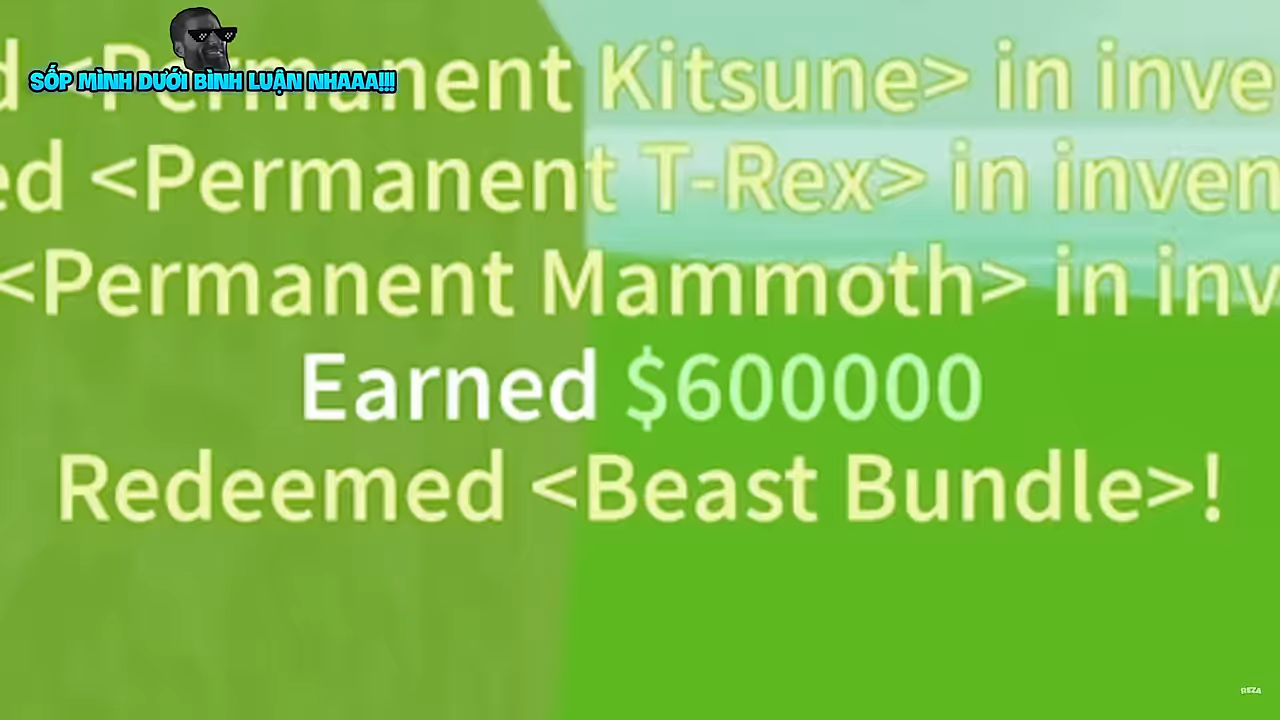 SỐP MÌNH DƯỚI BÌNH LUẬN NHAAA!!!
d <Permanent Kitsune> in inve
ed <Permanent T-Rex> in inven
<Permanent Mammoth> in inv
Earned $600000
Redeemed <Beast Bundle>!
REZA